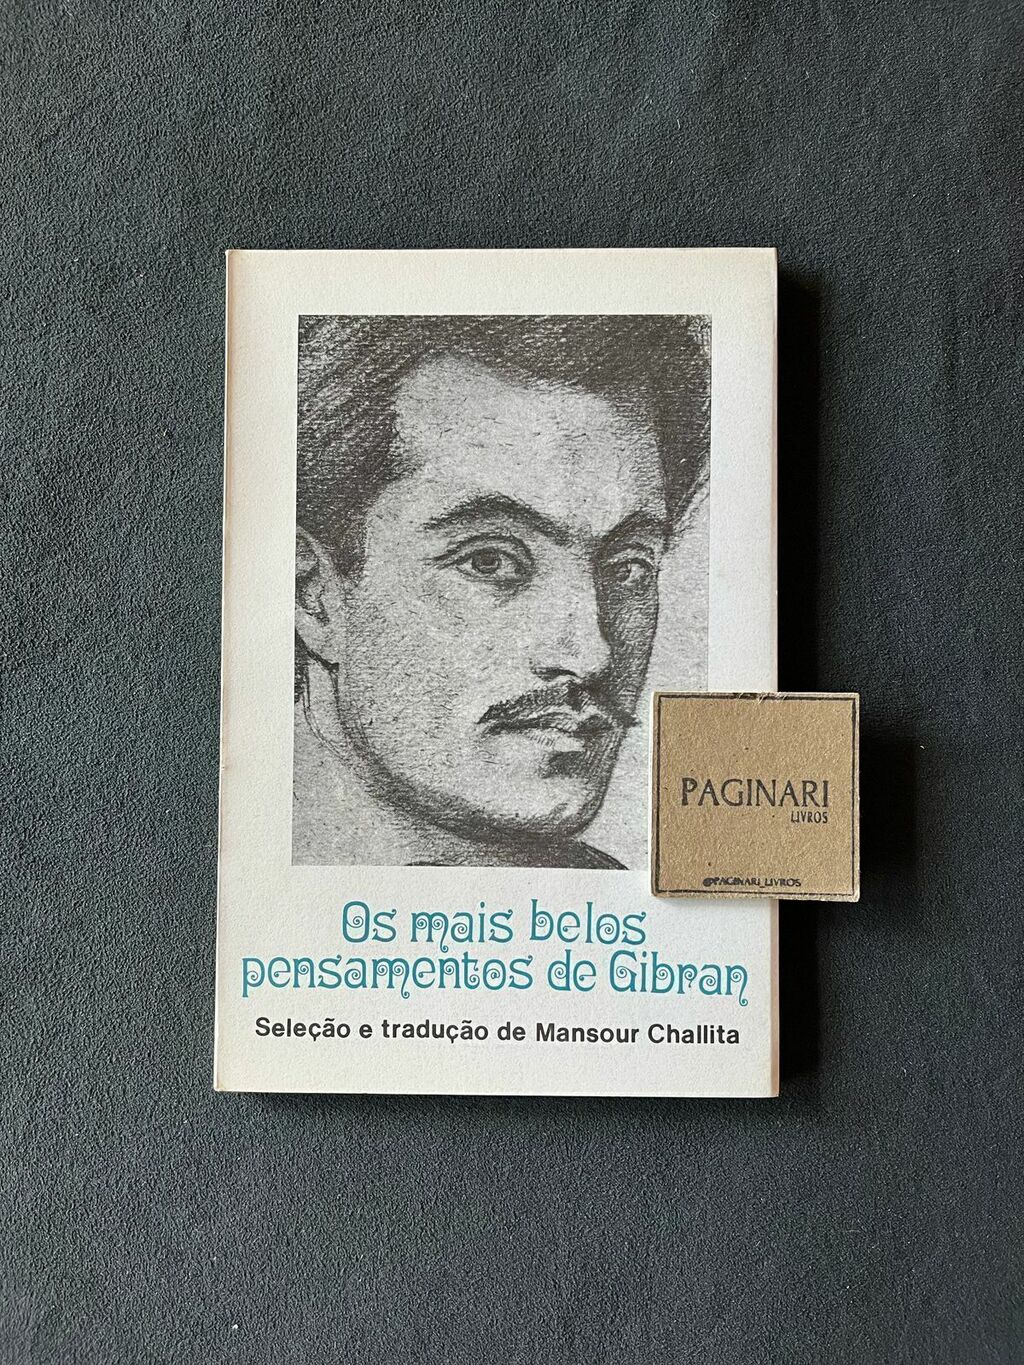 PAGINARI
LIVROS
@PAGINARI_LIVROS
Os mais belos
pensamentos de Gibran
Seleção e tradução de Mansour Challita